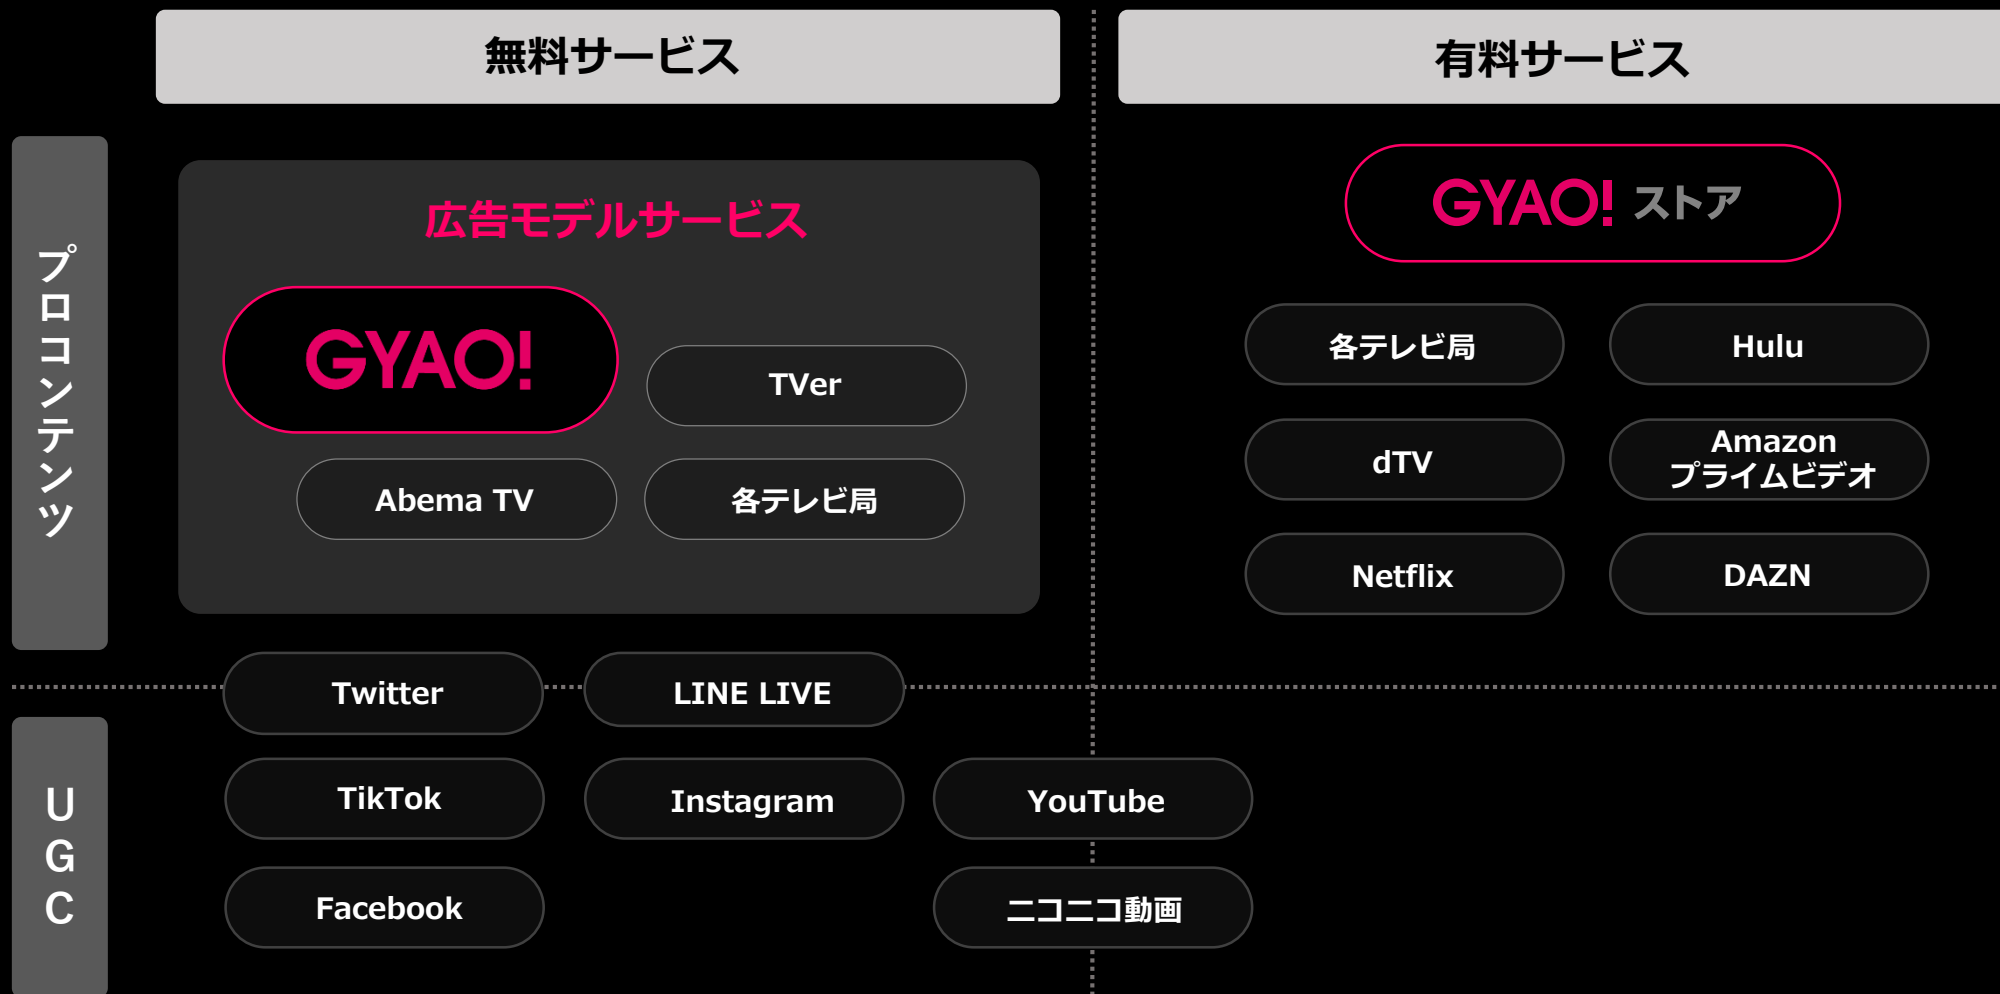 無料サービス
有料サービス
プロコンテンツ
広告モデルサービス
GYAO!
TVer
Abema TV
各テレビ局
GYAO! ストア
各テレビ局
Hulu
dTV
Amazon
プライムビデオ
Netflix
DAZN
UGC
Twitter
LINE LIVE
TikTok
Instagram
YouTube
Facebook
ニコニコ動画